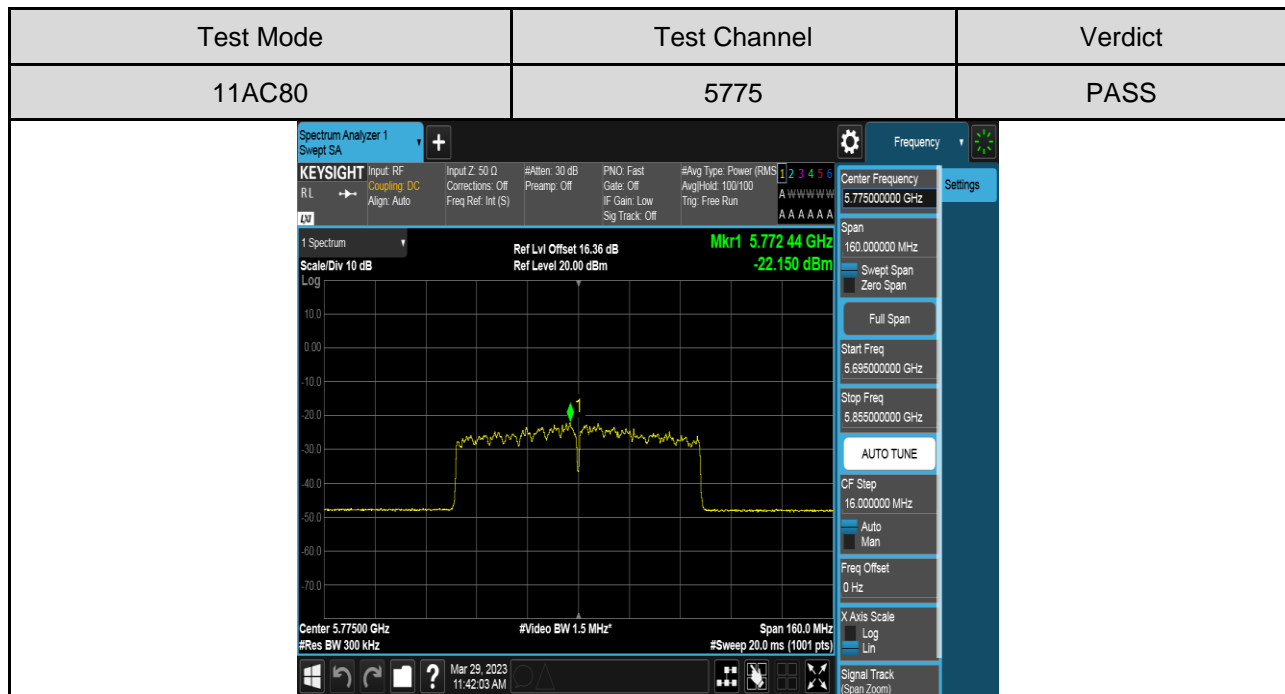 Test Mode Test Channel Verdict
11AC80 5775 PASS
Spectrum Analyzer 1
Swept SA
+
Frequency
KEYSIGHT
RL
LXI
Input: RF
Coupling: DC
Align: Auto
Input Z: 50 Ω
Corrections: Off
Freq Ref: Int (S)
#Atten: 30 dB
Preamp: Off
PNO: Fast
Gate: Off
IF Gain: Low
Sig Track: Off
#Avg Type: Power (RMS
Avg|Hold: 100/100
Trig: Free Run
1 2 3 4 5 6
A W W W W W
A A A A A A
Center Frequency
5.775000000 GHz
Settings
1 Spectrum
Scale/Div 10 dB
Log
Ref Lvl Offset 16.36 dB
Ref Level 20.00 dBm
Mkr1 5.772 44 GHz
-22.150 dBm
10.0
0.00
-10.0
-20.0
-30.0
-40.0
-50.0
-60.0
-70.0
1
Center 5.77500 GHz
#Res BW 300 kHz
#Video BW 1.5 MHz*
Span 160.0 MHz
#Sweep 20.0 ms (1001 pts)
Span
160.000000 MHz
Swept Span
Zero Span
Full Span
Start Freq
5.695000000 GHz
Stop Freq
5.855000000 GHz
AUTO TUNE
CF Step
16.000000 MHz
Auto
Man
Freq Offset
0 Hz
X Axis Scale
Log
Lin
Signal Track
(Span Zoom)
?
Mar 29, 2023
11:42:03 AM